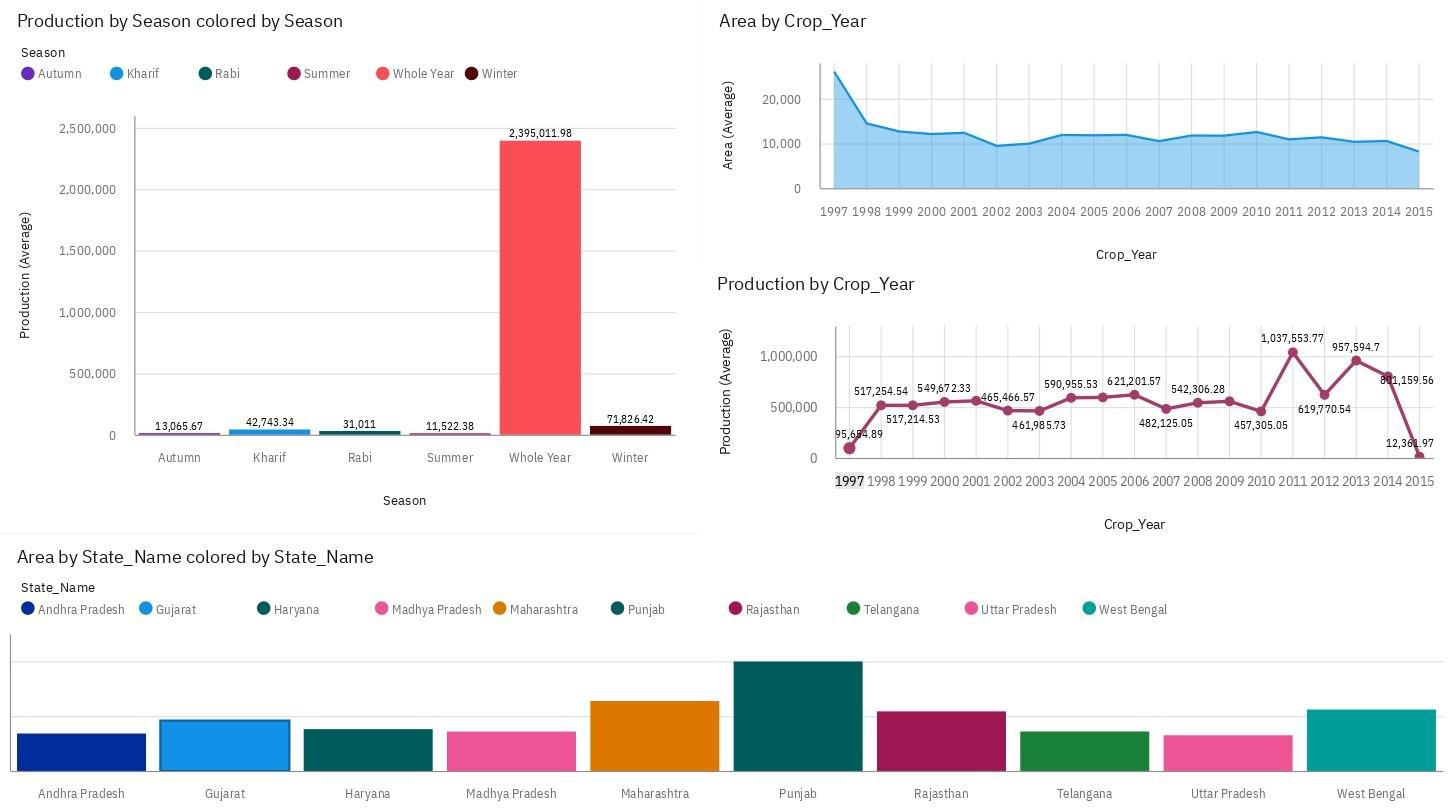 Production by Season colored by Season
Season
Autumn Kharif Rabi Summer Whole Year Winter
Production (Average)
2,500,000
2,000,000
1,500,000
1,000,000
500,000
0
2,395,011.98
13,065.67 42,743.34 31,011 11,522.38 71,826.42
Autumn Kharif Rabi Summer Whole Year Winter
Season
Area by Crop_Year
Area (Average)
20,000
10,000
0
1997 1998 1999 2000 2001 2002 2003 2004 2005 2006 2007 2008 2009 2010 2011 2012 2013 2014 2015
Crop_Year
Production by Crop_Year
Production (Average)
1,000,000
500,000
0
95,654.89 517,254.54 517,214.53 549,672.33 465,466.57 461,985.73 590,955.53 621,201.57 482,125.05 542,306.28 457,305.05 1,037,553.77 619,770.54 957,594.7 801,159.56 12,361.97
1997 1998 1999 2000 2001 2002 2003 2004 2005 2006 2007 2008 2009 2010 2011 2012 2013 2014 2015
Crop_Year
Area by State_Name colored by State_Name
State_Name
Andhra Pradesh Gujarat Haryana Madhya Pradesh Maharashtra Punjab Rajasthan Telangana Uttar Pradesh West Bengal
Andhra Pradesh Gujarat Haryana Madhya Pradesh Maharashtra Punjab Rajasthan Telangana Uttar Pradesh West Bengal